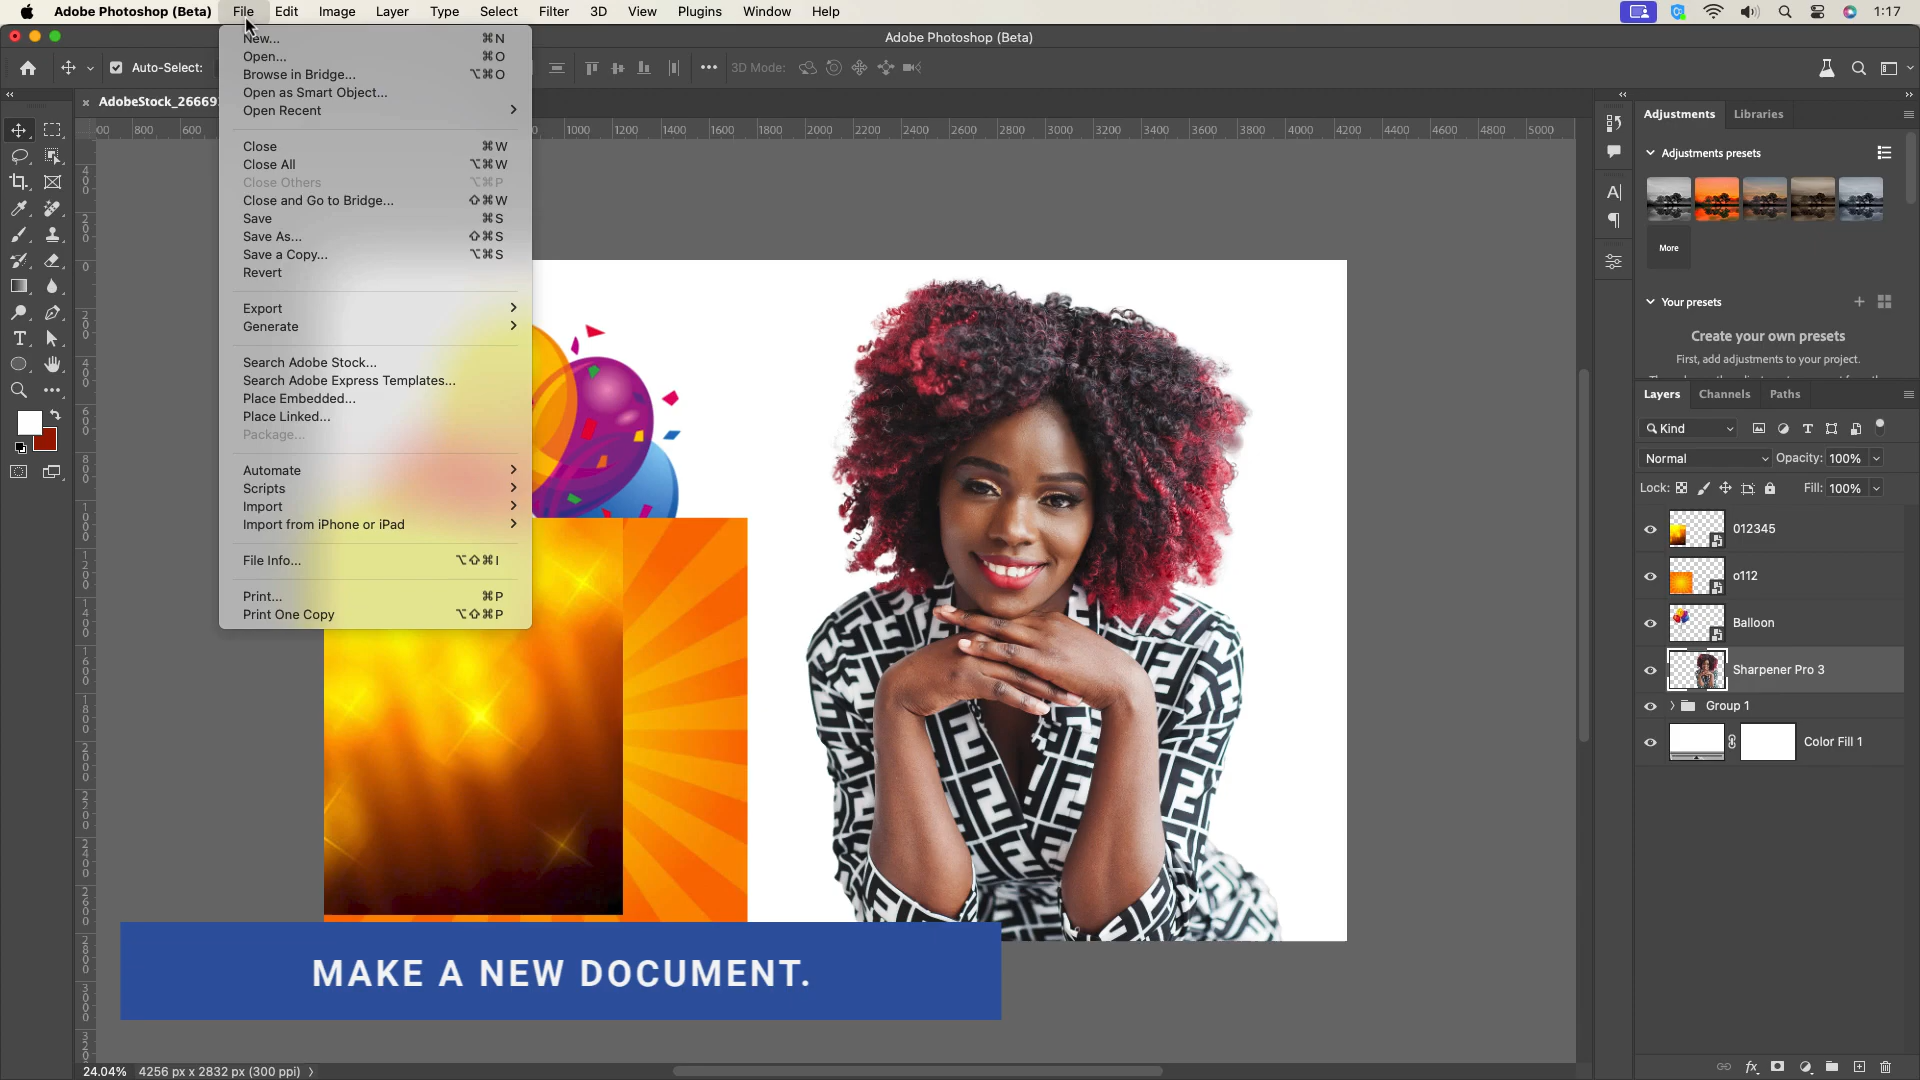 Adobe Photoshop (Beta) File Edit Image Layer Type Select Filter 3D View Plugins Window Help 1:17
Adobe Photoshop (Beta)
Auto-Select: 3D Mode:
AdobeStock_26669
800 600 1000 1200 1400 1600 1800 2000 2200 2400 2600 2800 3000 3200 3400 3600 3800 4000 4200 4400 4600 4800 5000
New... ⌘N
Open... ⌘O
Browse in Bridge... ⌥⌘O
Open as Smart Object...
Open Recent
Close ⌘W
Close All ⌥⌘W
Close Others ⌥⌘P
Close and Go to Bridge... ⇧⌘W
Save ⌘S
Save As... ⇧⌘S
Save a Copy... ⌥⌘S
Revert
Export
Generate
Search Adobe Stock...
Search Adobe Express Templates...
Place Embedded...
Place Linked...
Package...
Automate
Scripts
Import
Import from iPhone or iPad
File Info... ⌥⇧⌘I
Print... ⌘P
Print One Copy ⌥⇧⌘P
MAKE A NEW DOCUMENT.
24.04% 4256 px x 2832 px (300 ppi)
Adjustments Libraries
Adjustments presets
More
Your presets
Create your own presets
First, add adjustments to your project.
Layers Channels Paths
Kind
Normal Opacity: 100%
Lock: Fill: 100%
012345
o112
Balloon
Sharpener Pro 3
Group 1
Color Fill 1